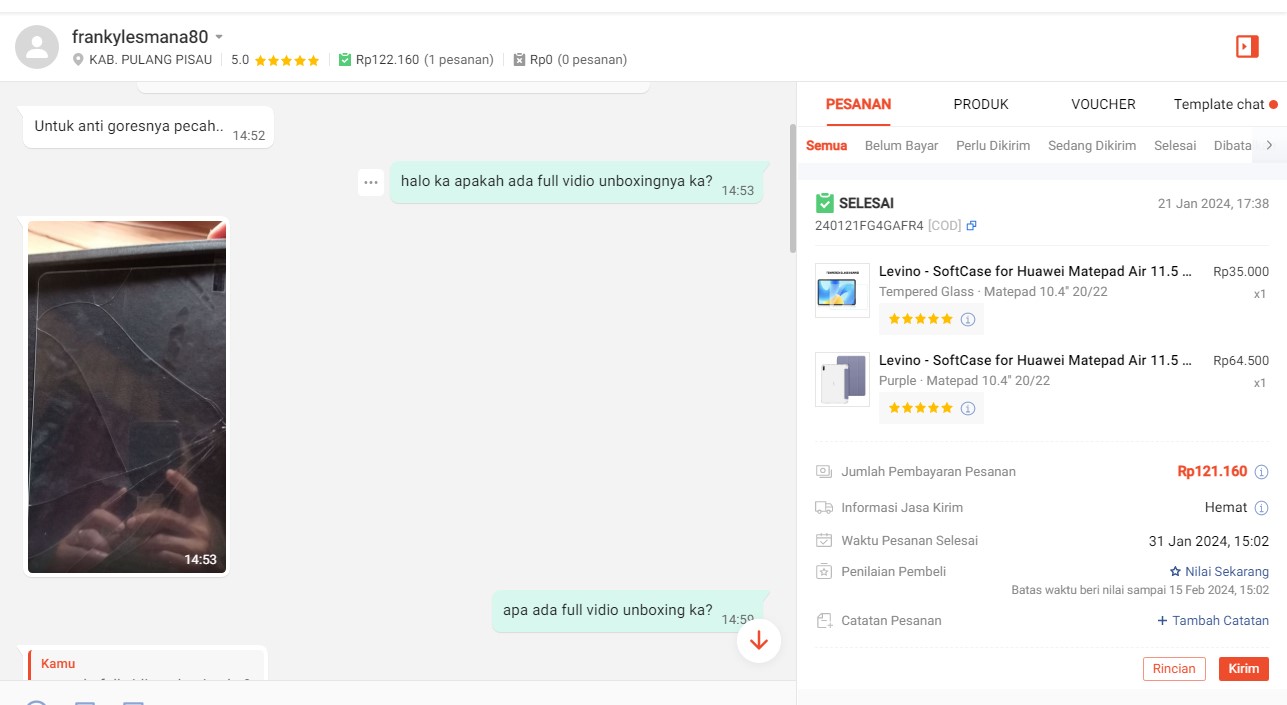 frankylesmana80
KAB. PULANG PISAU 5.0 Rp122.160 (1 pesanan) Rp0 (0 pesanan)
Untuk anti goresnya pecah.. 14:52
halo ka apakah ada full vidio unboxingnya ka? 14:53
14:53
apa ada full vidio unboxing ka? 14:59
Kamu
PESANAN PRODUK VOUCHER Template chat
Semua Belum Bayar Perlu Dikirim Sedang Dikirim Selesai Dibata
SELESAI 21 Jan 2024, 17:38
240121FG4GAFR4 [COD]
Levino - SoftCase for Huawei Matepad Air 11.5 ... Rp35.000
Tempered Glass · Matepad 10.4" 20/22 x1
Levino - SoftCase for Huawei Matepad Air 11.5 ... Rp64.500
Purple · Matepad 10.4" 20/22 x1
Jumlah Pembayaran Pesanan Rp121.160
Informasi Jasa Kirim Hemat
Waktu Pesanan Selesai 31 Jan 2024, 15:02
Penilaian Pembeli Nilai Sekarang
Batas waktu beri nilai sampai 15 Feb 2024, 15:02
Catatan Pesanan + Tambah Catatan
Rincian Kirim